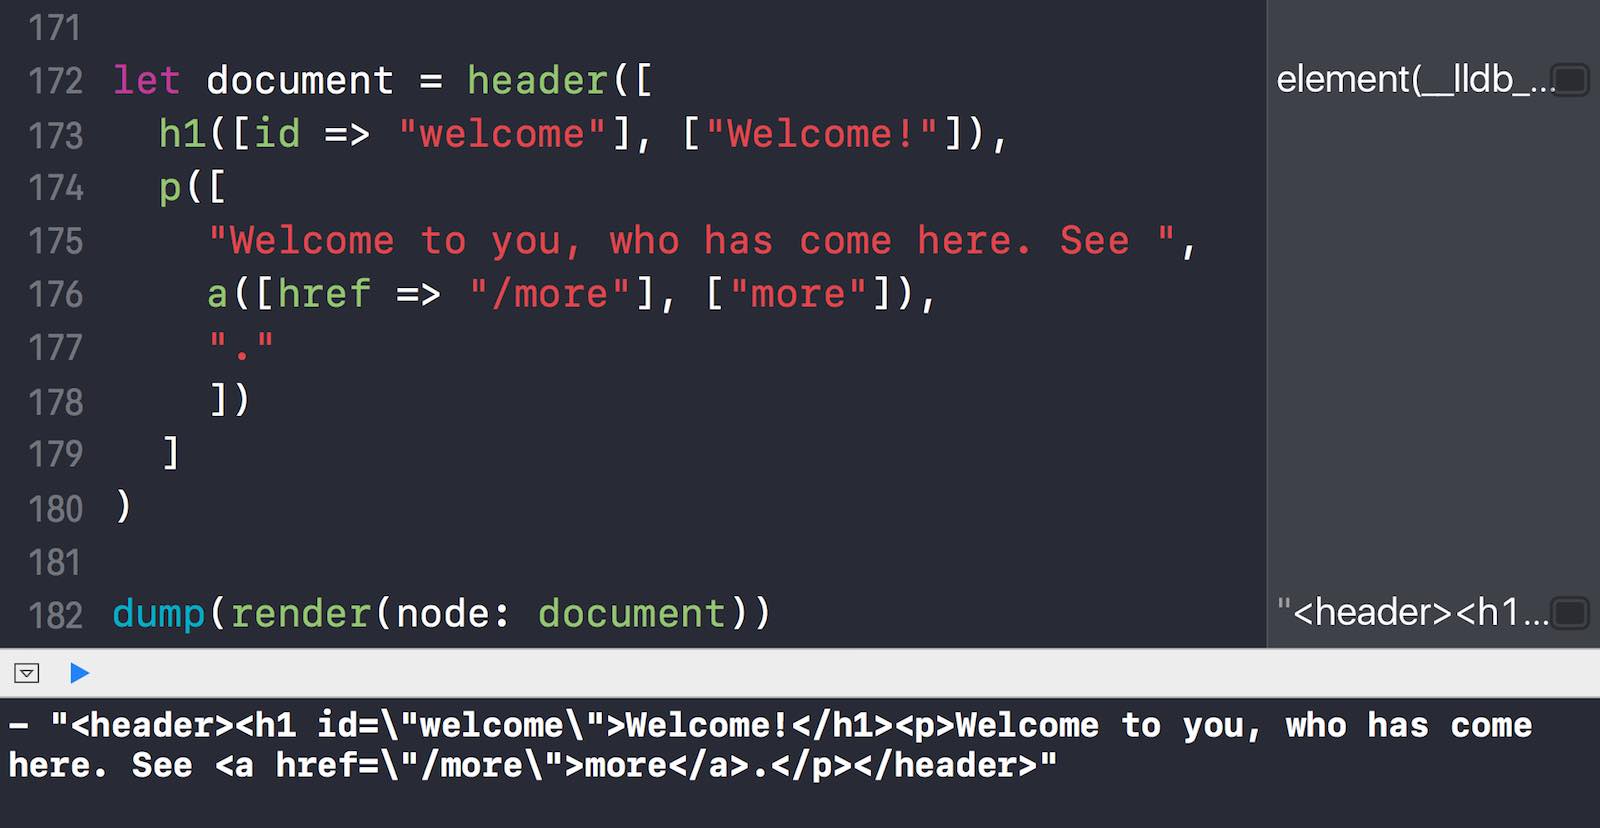 171
172 let document = header([ element(__lldb_...
173 h1([id => "welcome"], ["Welcome!"]),
174 p([
175 "Welcome to you, who has come here. See ",
176 a([href => "/more"], ["more"]),
177 "."
178 ])
179 ]
180 )
181
182 dump(render(node: document)) "<header><h1...
– "<header><h1 id=\"welcome\">Welcome!</h1><p>Welcome to you, who has come
here. See <a href=\"/more\">more</a>.</p></header>"